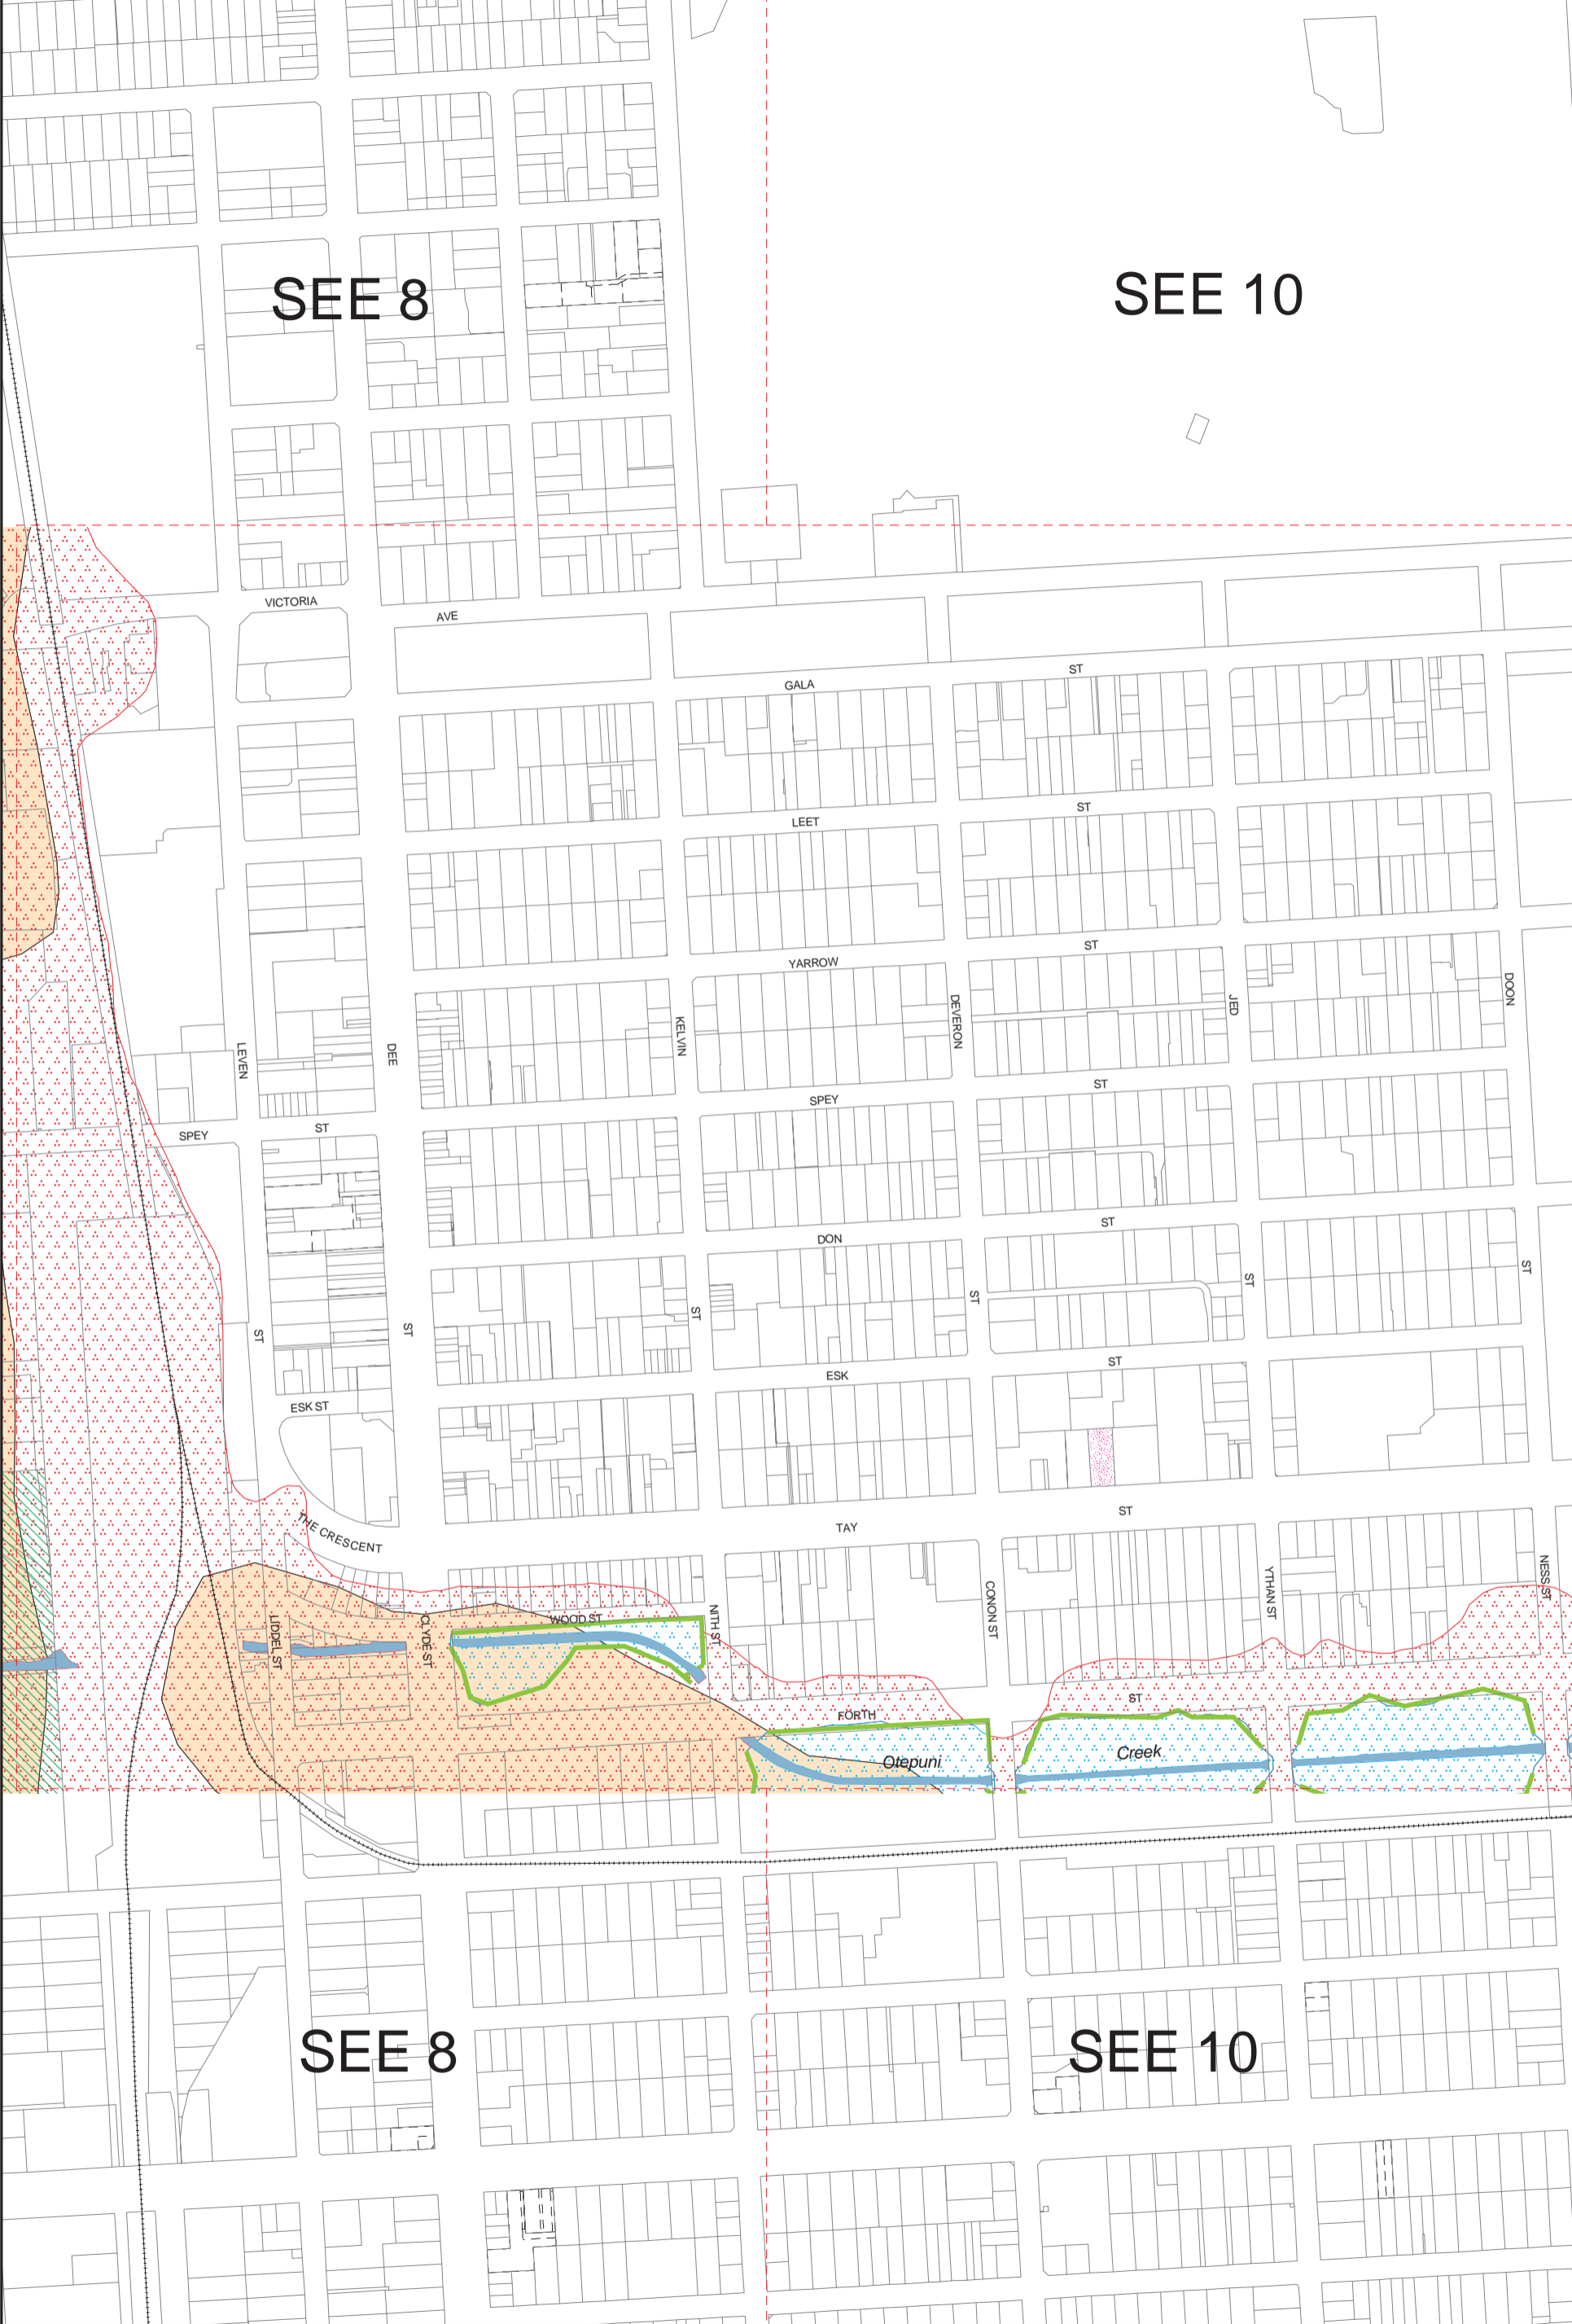 SEE 8
SEE 10
VICTORIA
AVE
ST
GALA
ST
LEET
ST
YARROW
DOON
JED
DEVERON
KELVIN
DEE
LEVEN
ST
SPEY
ST
SPEY
ST
DON
ST
ST
ST
ST
ST
ST
ST
ESK
ESK ST
ST
TAY
THE CRESCENT
NESS ST
YTHAN ST
CONON ST
NITH ST
WOOD ST
CLYDE ST
LIDDEL ST
ST
FORTH
Otepuni
Creek
SEE 8
SEE 10